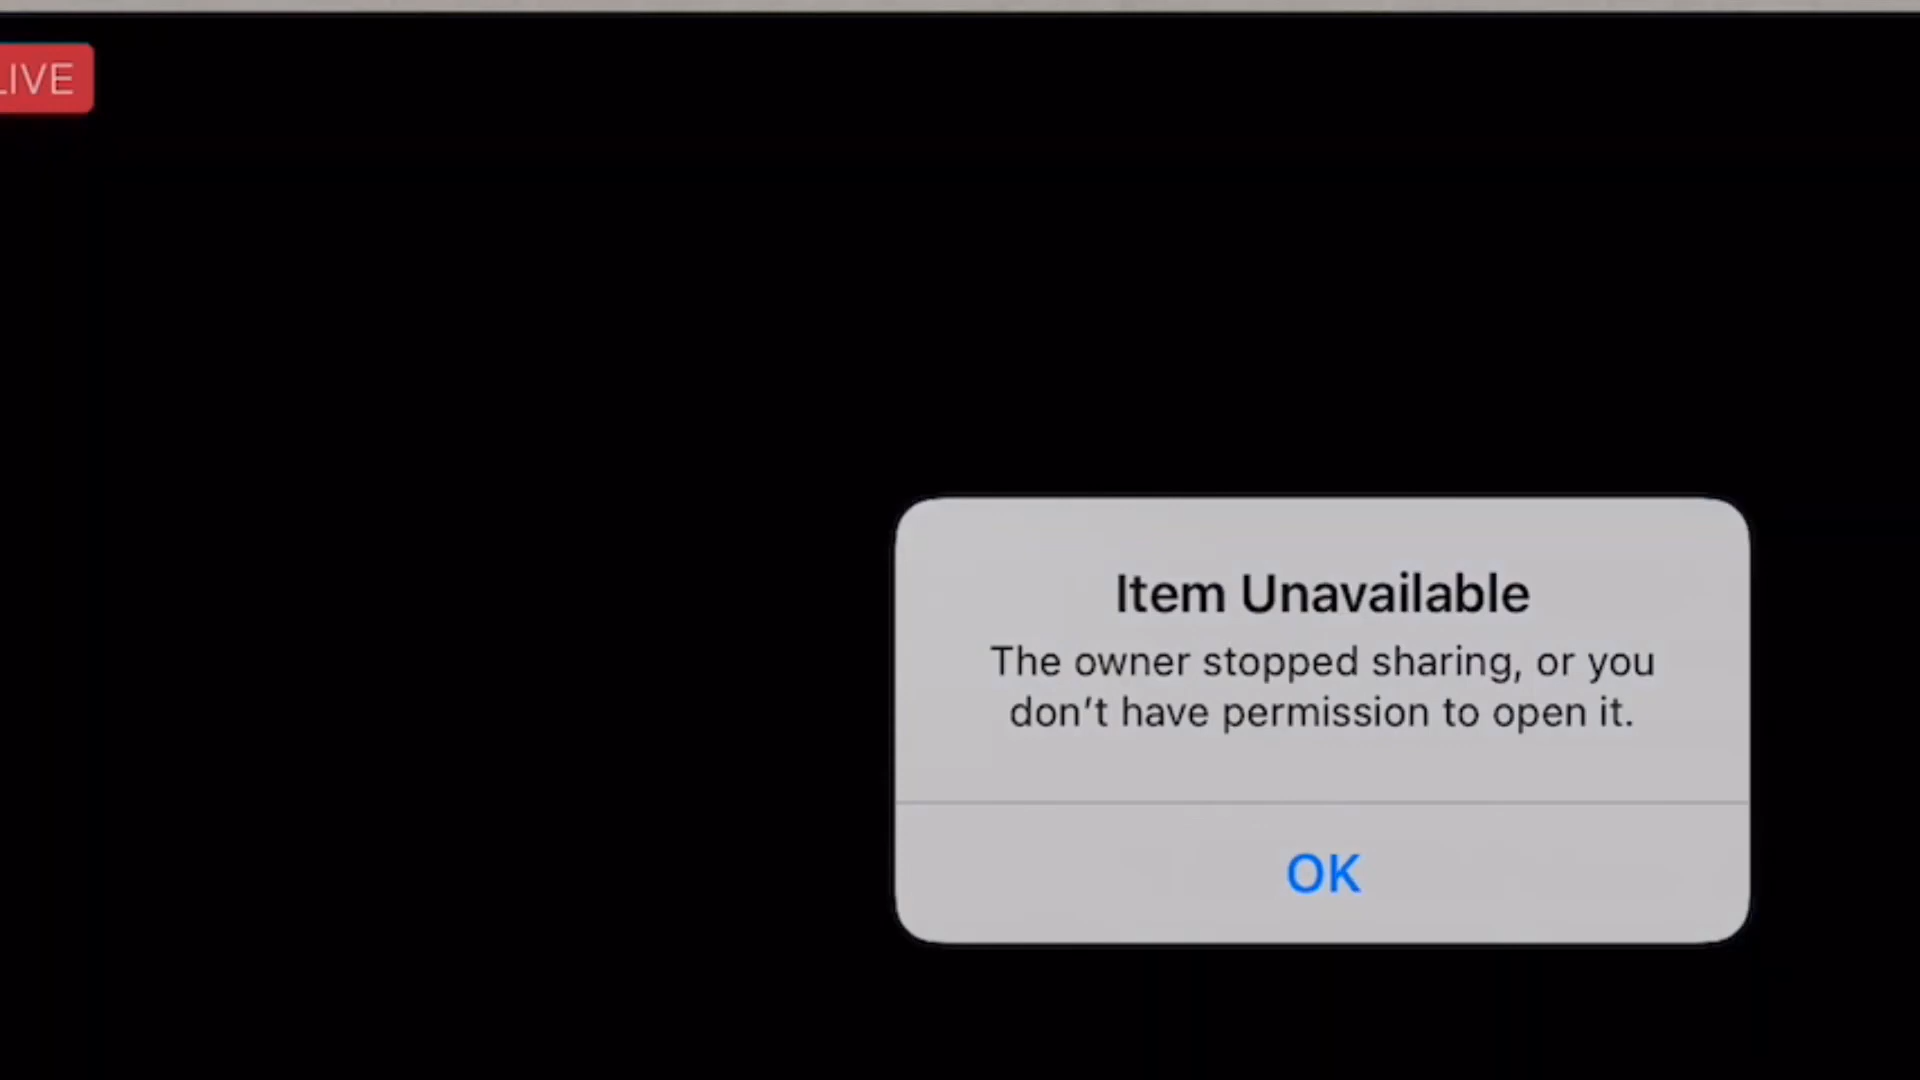 LIVE
Item Unavailable
The owner stopped sharing, or you
don't have permission to open it.
OK